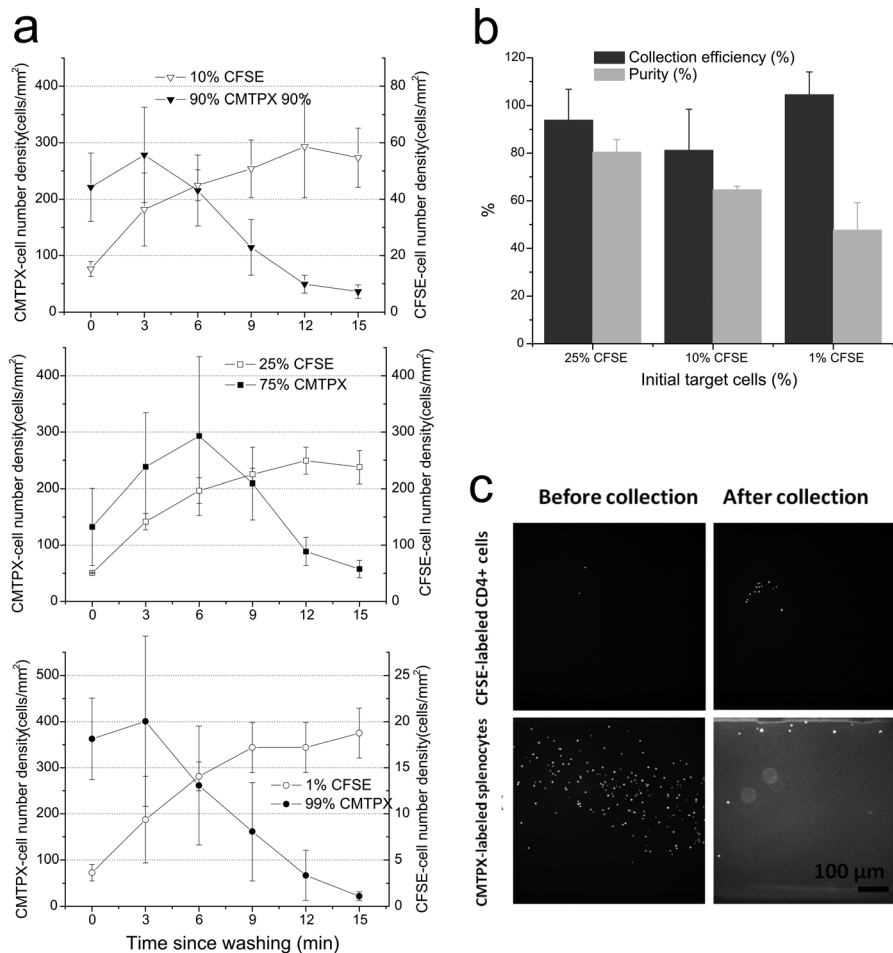 a
10% CFSE
90% CMTPX 90%
CMTPX-cell number density(cells/mm²)
400
300
200
100
0
80
60
40
20
0
CFSE-cell number density(cells/mm²)
0 3 6 9 12 15
25% CFSE
75% CMTPX
CMTPX-cell number density(cells/mm²)
400
300
200
100
0
400
300
200
100
0
CFSE-cell number density(cells/mm²)
0 3 6 9 12 15
1% CFSE
99% CMTPX
CMTPX-cell number density(cells/mm²)
500
400
300
200
100
0
25
20
15
10
5
0
CFSE-cell number density(cells/mm²)
0 3 6 9 12 15
Time since washing (min)
b
Collection efficiency (%)
Purity (%)
%
120
100
80
60
40
20
0
25% CFSE 10% CFSE 1% CFSE
Initial target cells (%)
c
Before collection After collection
CFSE-labeled CD4+ cells
CMTPX-labeled splenocytes
100 µm